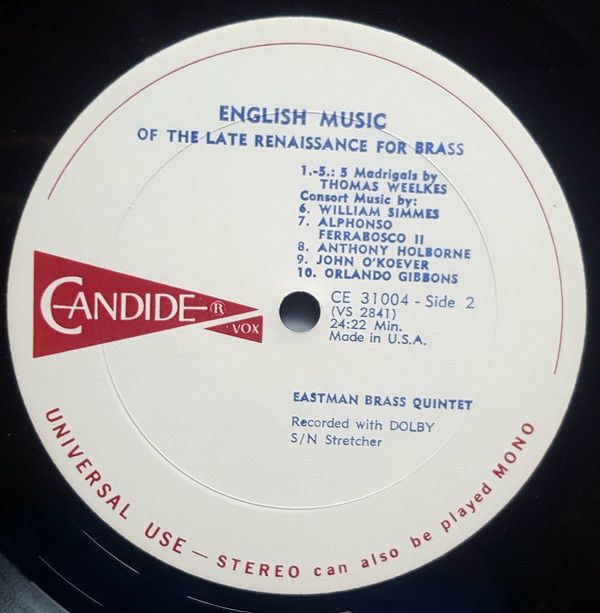 ENGLISH MUSIC
OF THE LATE RENAISSANCE FOR BRASS
1.-5.: 5 Madrigals by
THOMAS WEELKES
Consort Music by:
6. WILLIAM SIMMES
7. ALPHONSO
FERRABOSCO II
8. ANTHONY HOLBORNE
9. JOHN O'KOEVER
10. ORLANDO GIBBONS
CANDIDE ®
VOX
CE 31004 - Side 2
(VS 2841)
24:22 Min.
Made in U.S.A.
EASTMAN BRASS QUINTET
Recorded with DOLBY
S/N Stretcher
UNIVERSAL USE — STEREO can also be played MONO